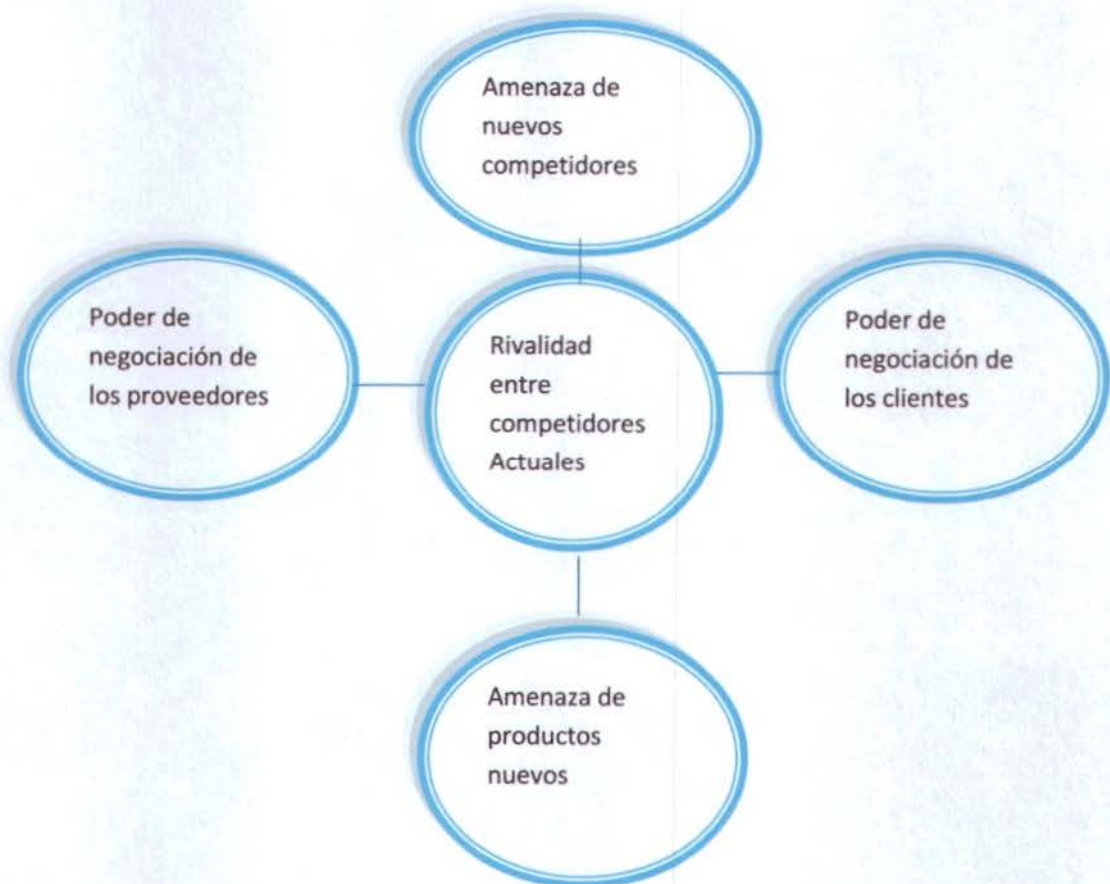 Amenaza de
nuevos
competidores
Poder de
negociación de
los proveedores
Rivalidad
entre
competidores
Actuales
Poder de
negociación de
los clientes
Amenaza de
productos
nuevos